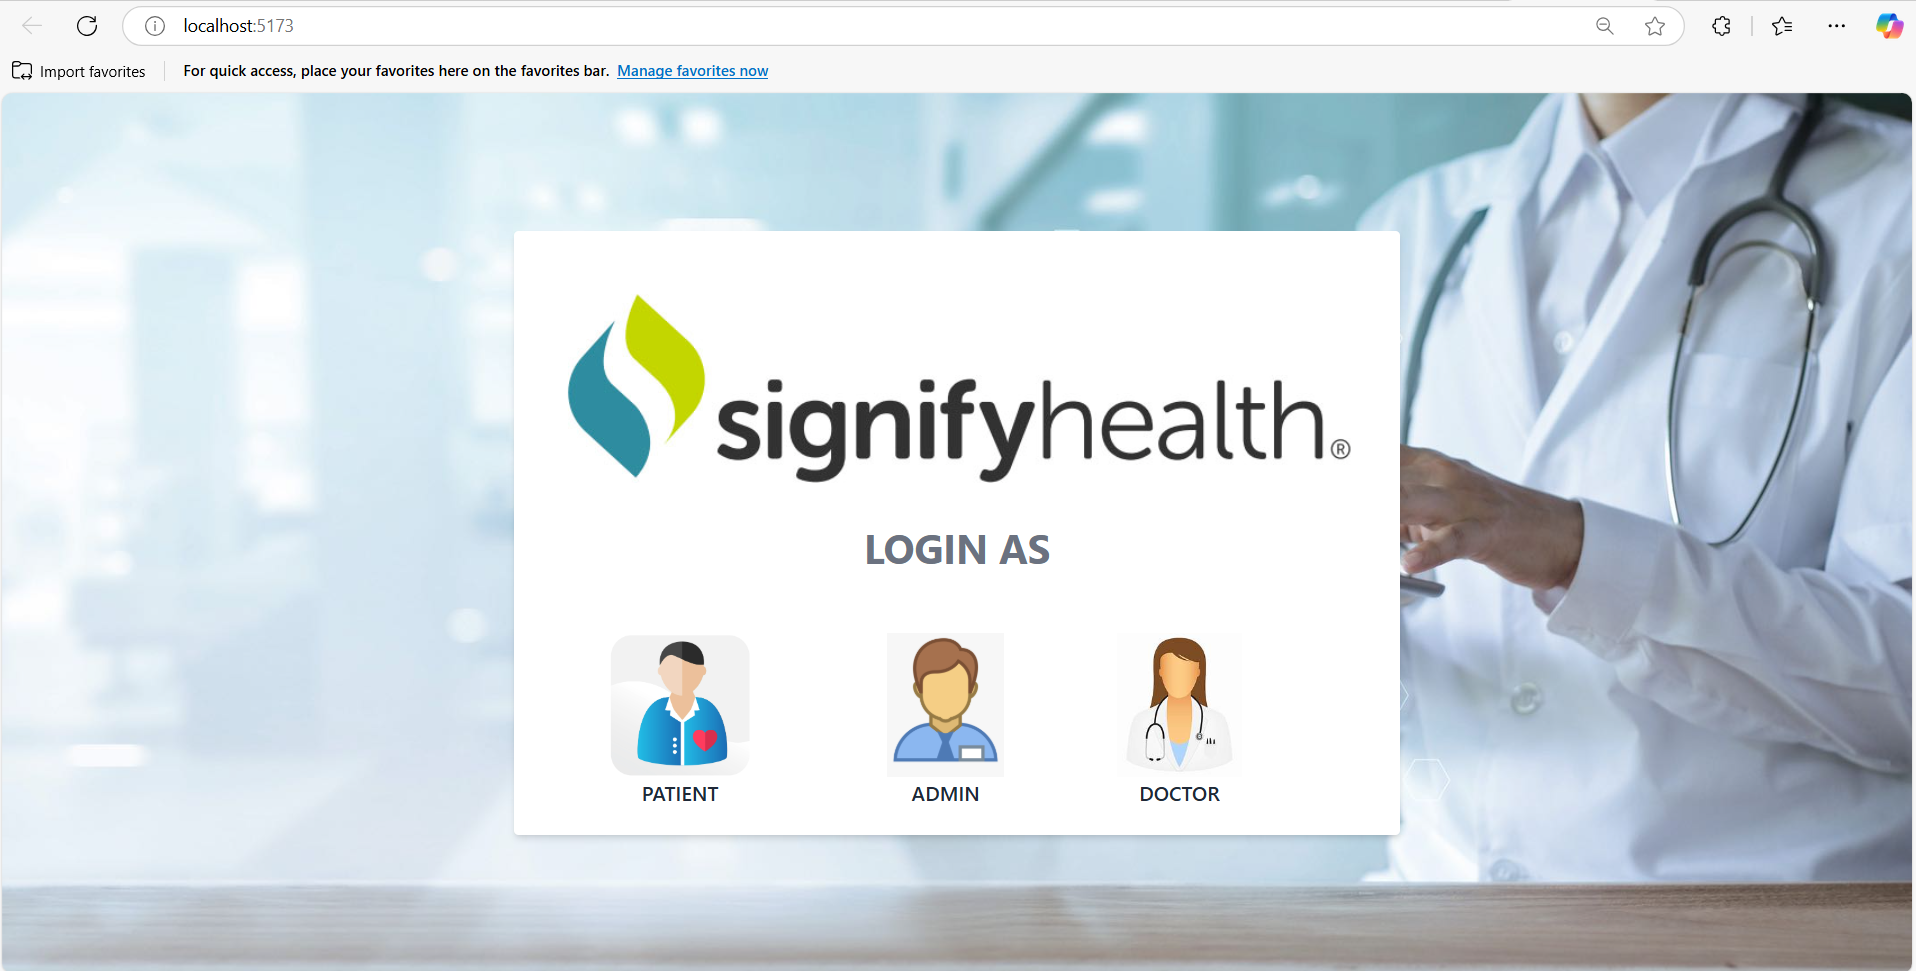 localhost:5173
Import favorites
For quick access, place your favorites here on the favorites bar. Manage favorites now
signifyhealth®
LOGIN AS
PATIENT ADMIN DOCTOR